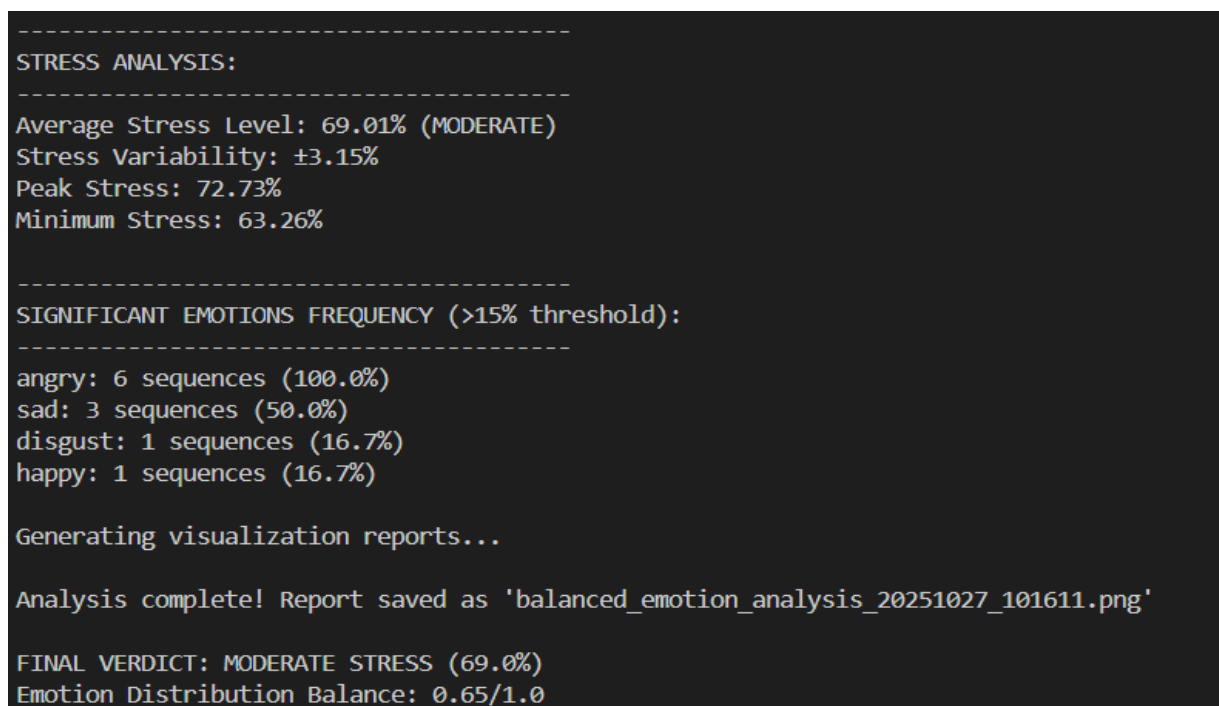 ----------------------------------------
STRESS ANALYSIS:
----------------------------------------
Average Stress Level: 69.01% (MODERATE)
Stress Variability: ±3.15%
Peak Stress: 72.73%
Minimum Stress: 63.26%
----------------------------------------
SIGNIFICANT EMOTIONS FREQUENCY (>15% threshold):
----------------------------------------
angry: 6 sequences (100.0%)
sad: 3 sequences (50.0%)
disgust: 1 sequences (16.7%)
happy: 1 sequences (16.7%)
Generating visualization reports...
Analysis complete! Report saved as 'balanced_emotion_analysis_20251027_101611.png'
FINAL VERDICT: MODERATE STRESS (69.0%)
Emotion Distribution Balance: 0.65/1.0